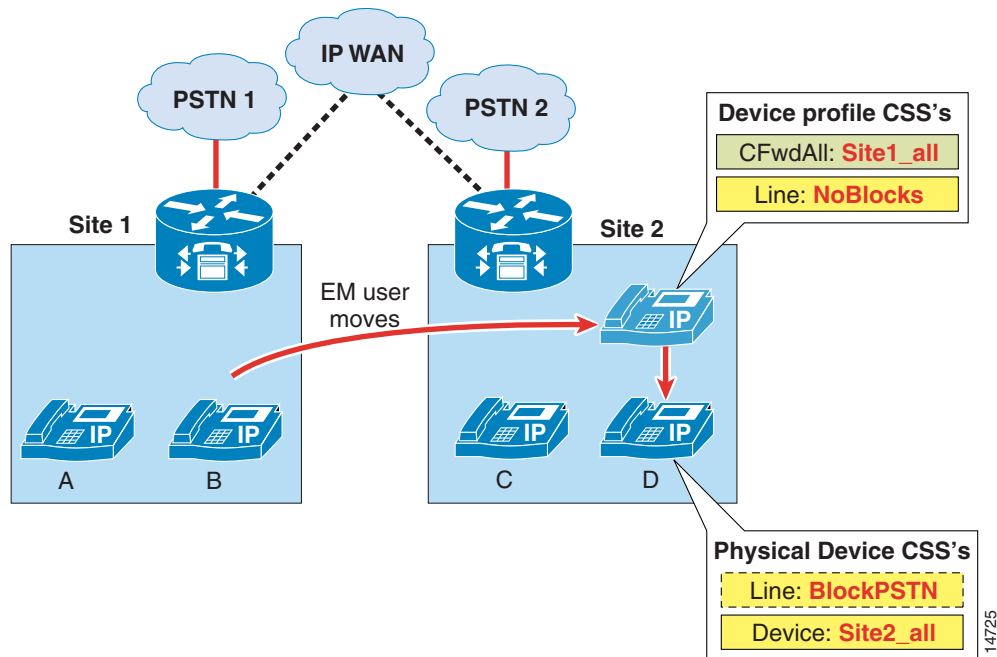 IP WAN
PSTN 1
PSTN 2
Device profile CSS's
CFwdAll: Site1_all
Line: NoBlocks
Site 1
Site 2
EM user
moves
IP
IP
IP
IP
IP
A
B
C
D
Physical Device CSS's
Line: BlockPSTN
Device: Site2_all
14725